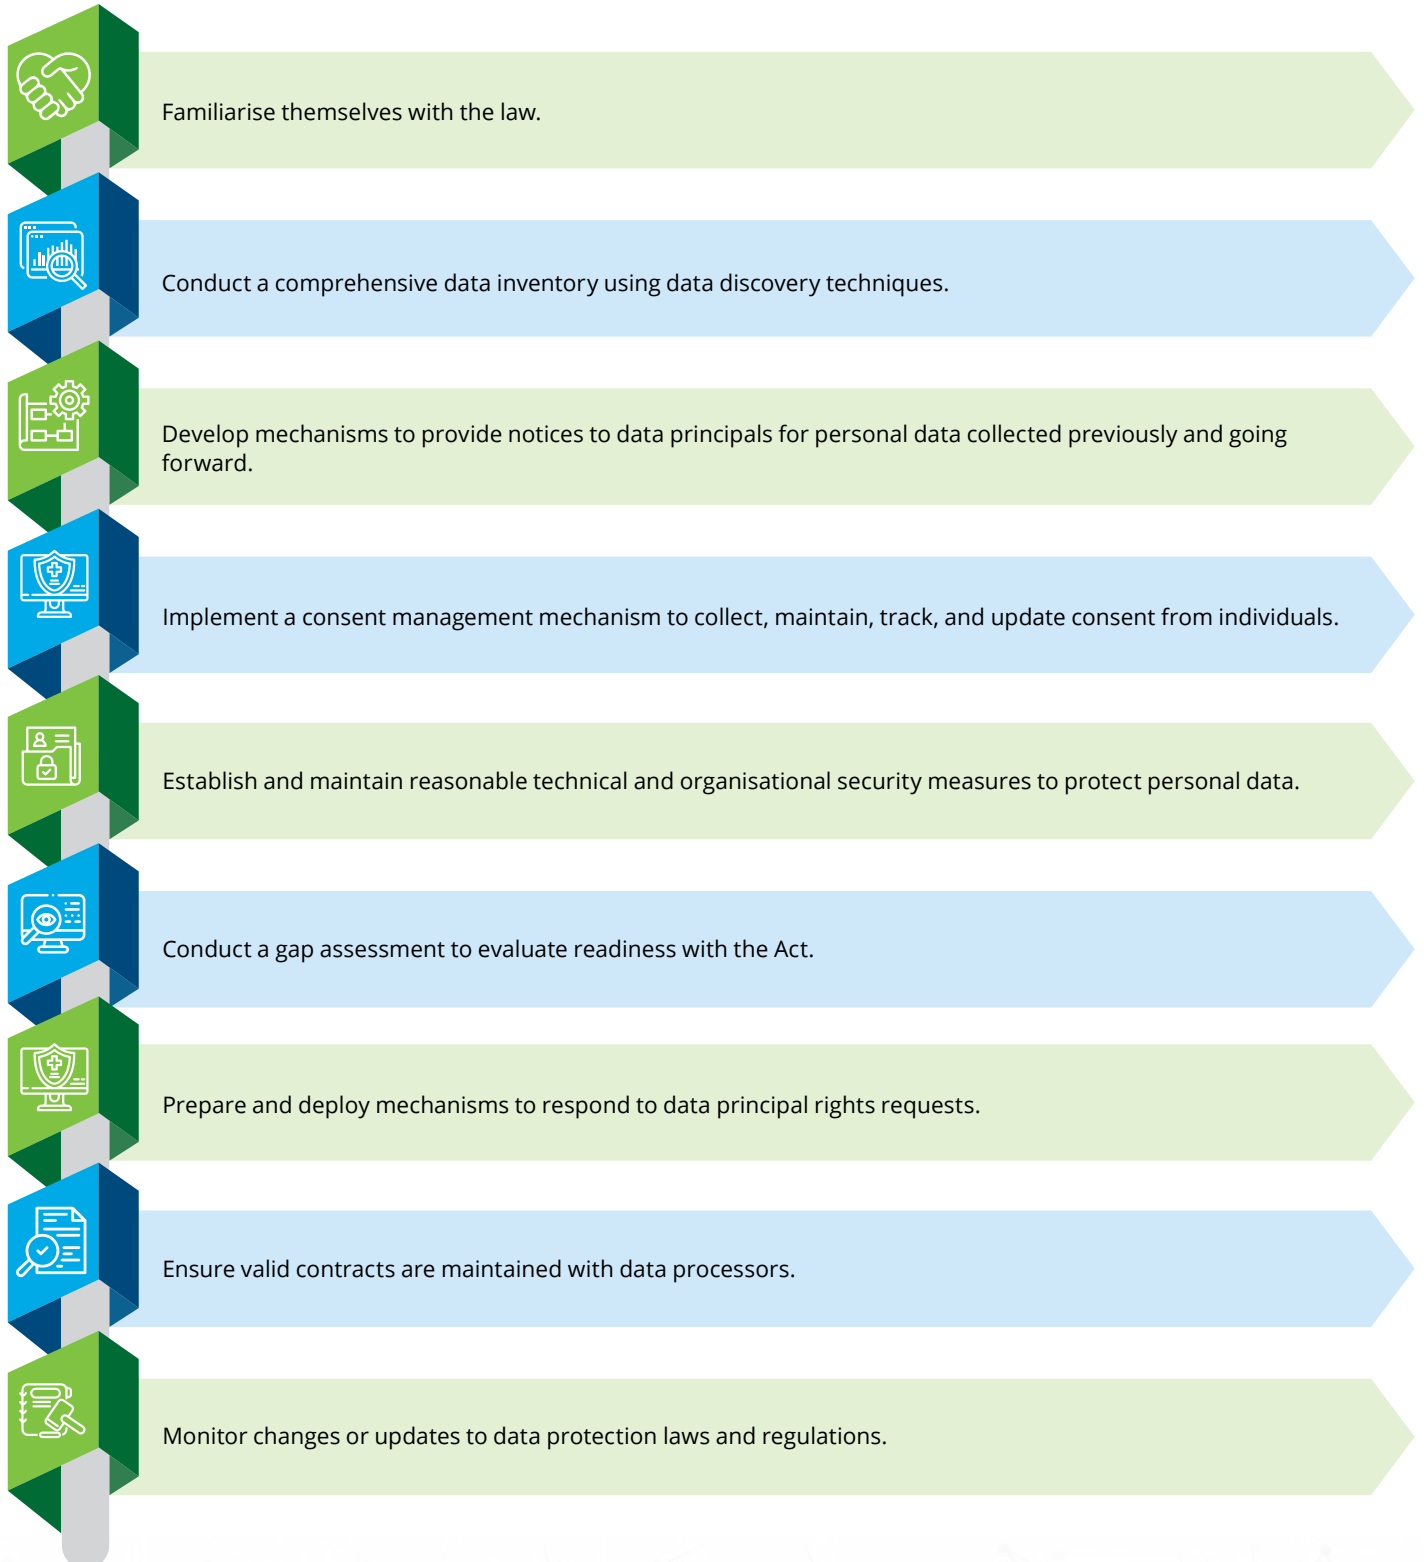 Familiarise themselves with the law.
Conduct a comprehensive data inventory using data discovery techniques.
Develop mechanisms to provide notices to data principals for personal data collected previously and going
forward.
Implement a consent management mechanism to collect, maintain, track, and update consent from individuals.
Establish and maintain reasonable technical and organisational security measures to protect personal data.
Conduct a gap assessment to evaluate readiness with the Act.
Prepare and deploy mechanisms to respond to data principal rights requests.
Ensure valid contracts are maintained with data processors.
Monitor changes or updates to data protection laws and regulations.